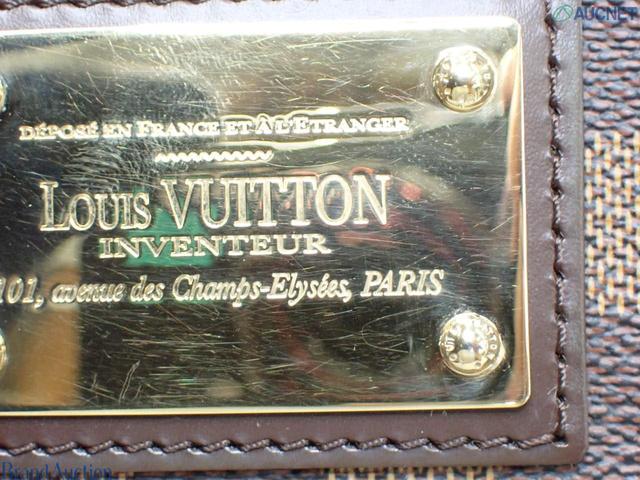 AUCNET
DÉPOSÉ EN FRANCE ET À L'ETRANGER
LOUIS VUITTON
INVENTEUR
101, avenue des Champs-Elysées, PARIS
Brand Auction